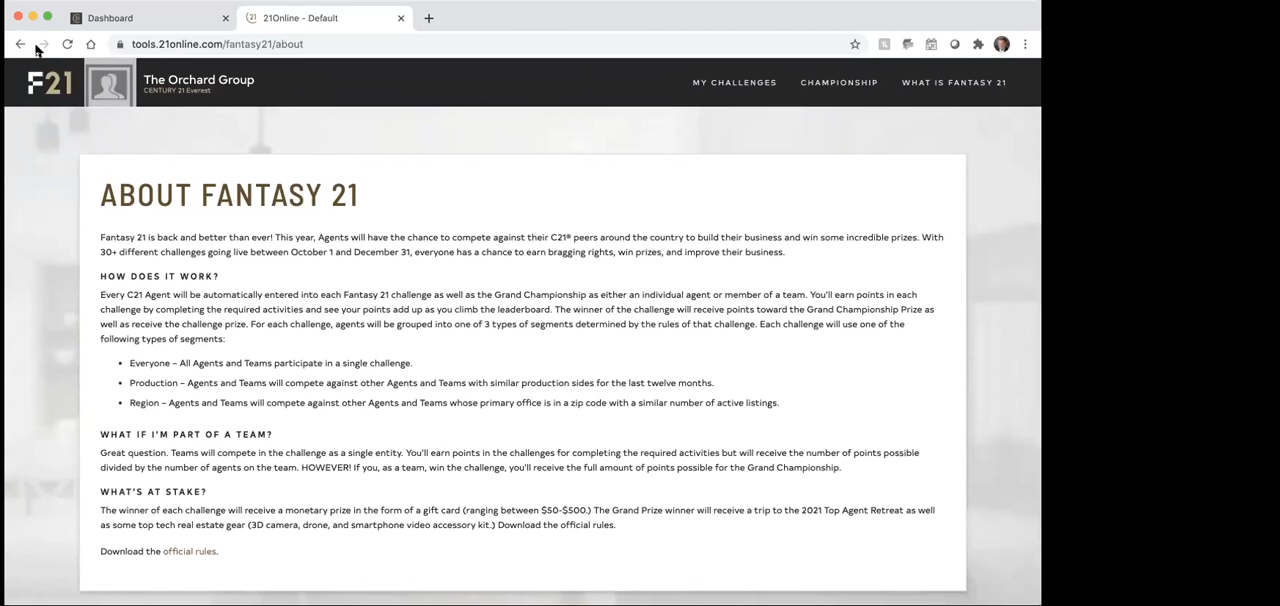 Dashboard
21Online - Default
tools.21online.com/fantasy21/about
F21
The Orchard Group
CENTURY 21 Everest
MY CHALLENGES
CHAMPIONSHIP
WHAT IS FANTASY 21
ABOUT FANTASY 21
Fantasy 21 is back and better than ever! This year, Agents will have the chance to compete against their C21® peers around the country to build their business and win some incredible prizes. With
30+ different challenges going live between October 1 and December 31, everyone has a chance to earn bragging rights, win prizes, and improve their business.
HOW DOES IT WORK?
Every C21 Agent will be automatically entered into each Fantasy 21 challenge as well as the Grand Championship as either an individual agent or member of a team. You'll earn points in each
challenge by completing the required activities and see your points add up as you climb the leaderboard. The winner of the challenge will receive points toward the Grand Championship Prize as
well as receive the challenge prize. For each challenge, agents will be grouped into one of 3 types of segments determined by the rules of that challenge. Each challenge will use one of the
following types of segments:
• Everyone – All Agents and Teams participate in a single challenge.
• Production – Agents and Teams will compete against other Agents and Teams with similar production sides for the last twelve months.
• Region – Agents and Teams will compete against other Agents and Teams whose primary office is in a zip code with a similar number of active listings.
WHAT IF I'M PART OF A TEAM?
Great question. Teams will compete in the challenge as a single entity. You'll earn points in the challenges for completing the required activities but will receive the number of points possible
divided by the number of agents on the team. HOWEVER! If you, as a team, win the challenge, you'll receive the full amount of points possible for the Grand Championship.
WHAT'S AT STAKE?
The winner of each challenge will receive a monetary prize in the form of a gift card (ranging between $50-$500.) The Grand Prize winner will receive a trip to the 2021 Top Agent Retreat as well
as some top tech real estate gear (3D camera, drone, and smartphone video accessory kit.) Download the official rules.
Download the official rules.